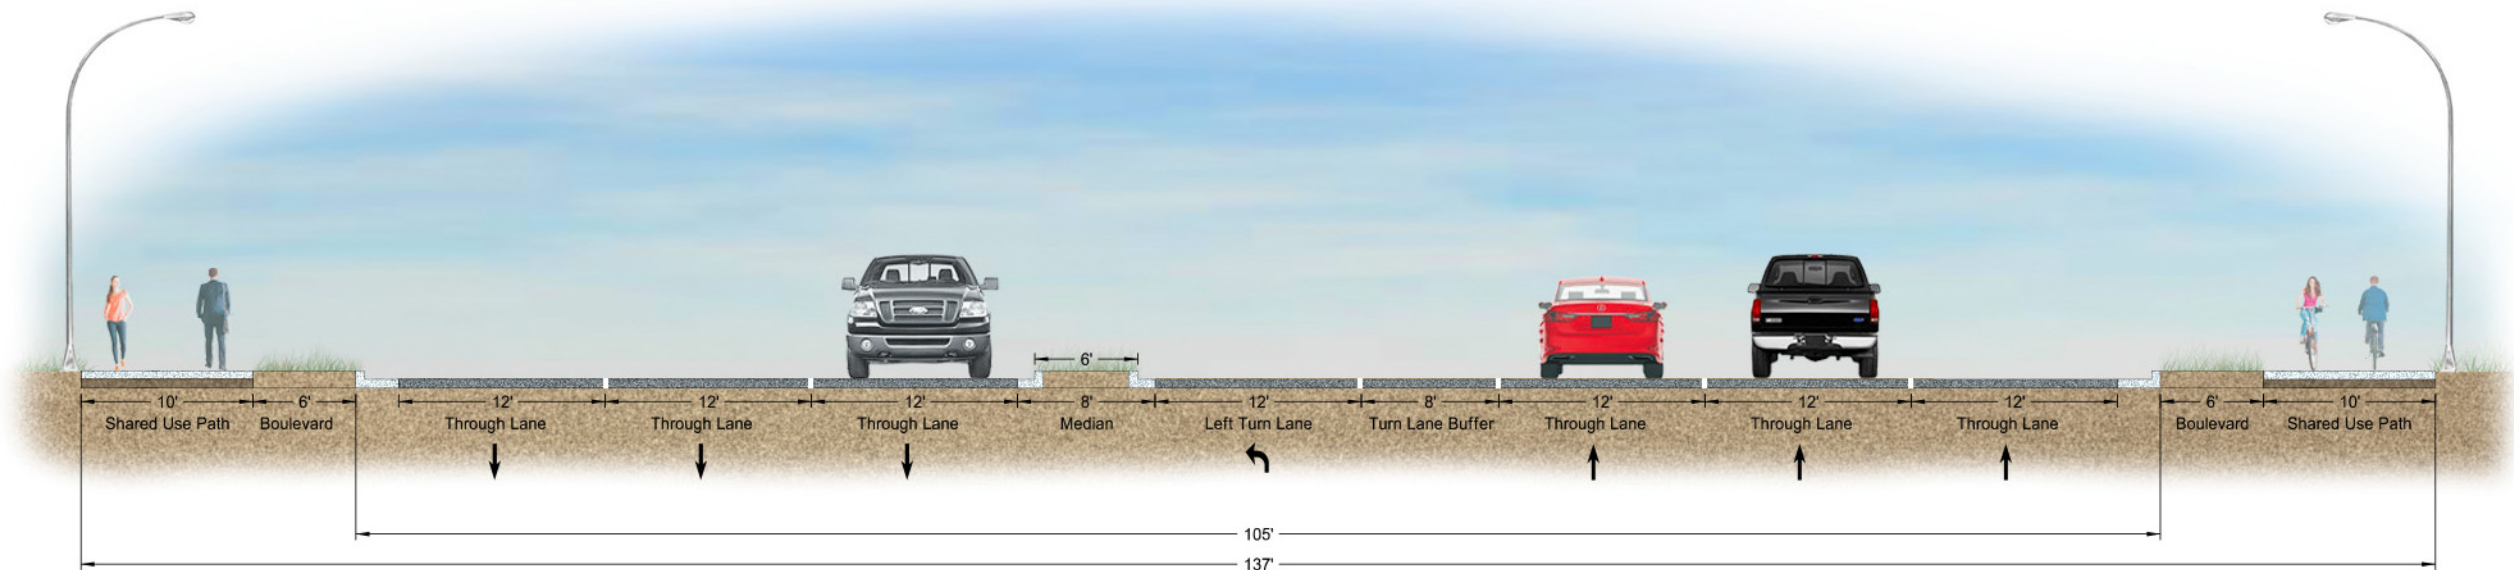 6'
10' 6' 12' 12' 12' 8' 12' 8' 12' 12' 12' 6' 10'
Shared Use Path Boulevard Through Lane Through Lane Through Lane Median Left Turn Lane Turn Lane Buffer Through Lane Through Lane Through Lane Boulevard Shared Use Path
105'
137'